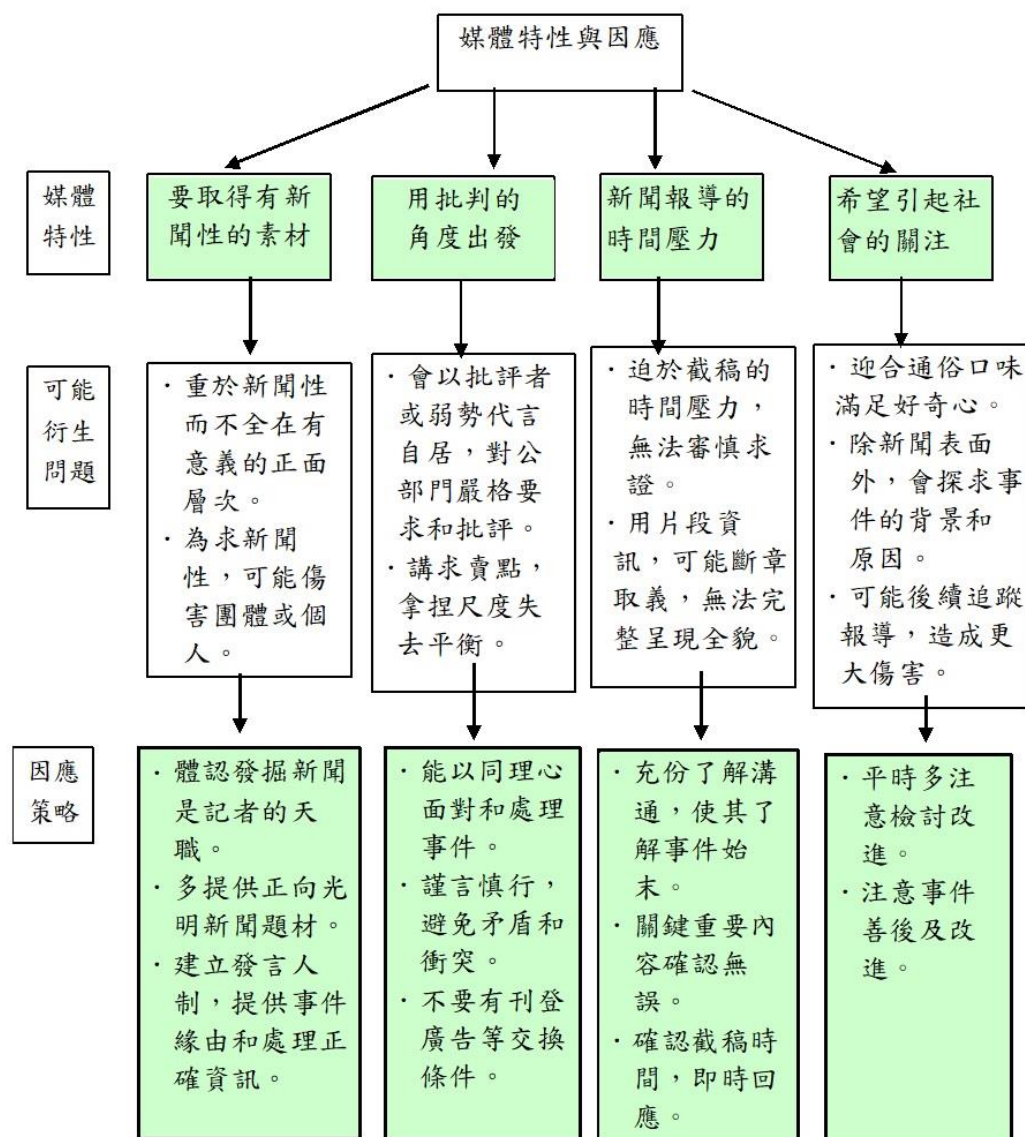 媒體特性與因應
媒體
特性
要取得有新
聞性的素材
用批判的
角度出發
新聞報導的
時間壓力
希望引起社
會的關注
可能
衍生
問題
·重於新聞性
而不全在有
意義的正面
層次。
·為求新聞
性，可能傷
害團體或個
人。
·會以批評者
或弱勢代言
自居，對公
部門嚴格要
求和批評。
·講求賣點，
拿捏尺度失
去平衡。
·迫於截稿的
時間壓力，
無法審慎求
證。
·用片段資
訊，可能斷章
取義，無法完
整呈現全貌。
·迎合通俗口味
滿足好奇心。
·除新聞表面
外，會探求事
件的背景和
原因。
·可能後續追蹤
報導，造成更
大傷害。
因應
策略
·體認發掘新聞
是記者的天
職。
·多提供正向光
明新聞題材。
·建立發言人
制，提供事件
緣由和處理正
確資訊。
·能以同理心
面對和處理
事件。
·謹言慎行，
避免矛盾和
衝突。
·不要有刊登
廣告等交換
條件。
·充份了解溝
通，使其了
解事件始
末。
·關鍵重要內
容確認無
誤。
·確認截稿時
間，即時回
應。
·平時多注
意檢討改
進。
·注意事件
善後及改
進。